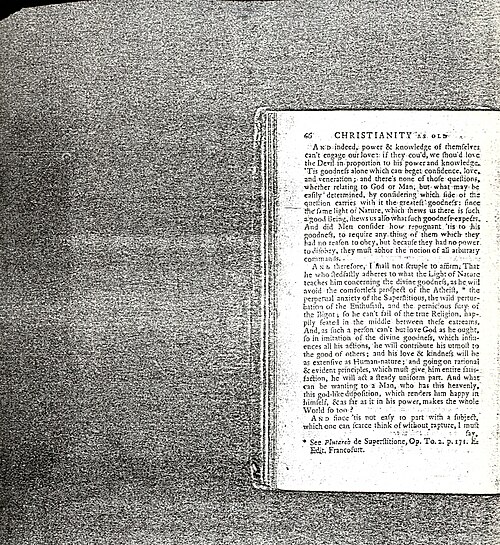 66 CHRISTIANITY AS OLD
AND indeed, power & knowledge of themselves
can't engage our love: if they cou'd, we shou'd love
the Devil in proportion to his power and knowledge.
'Tis goodness alone which can beget confidence, love,
and veneration; and there's none of those questions,
whether relating to God or Man, but what may be
easily determined, by considering which side of the
question carries with it the greatest goodness: since
the same light of Nature, which shews us there is such
a good Being, shews us also what such goodness expects.
And did Men consider how repugnant 'tis to his
goodness, to require any thing of them which they
had no reason to obey, but because they had no power
to disobey, they must abhor the notion of all arbitrary
commands.
AND therefore, I shall not scruple to affirm, That
he who stedfastly adheres to what the Light of Nature
teaches him concerning the divine goodness, as he will
avoid the comfortless prospect of the Atheist, * the
perpetual anxiety of the Superstitious, the wild pertur-
bation of the Enthusiast, and the pernicious fury of
the Bigot; so he can't fail of the true Religion, hap-
pily seated in the middle between these extreams.
And, as such a person can't but love God as he ought,
so in imitation of the divine goodness, which influ-
ences all his actions, he will contribute his utmost to
the good of others; and his love & kindness will be
as extensive as Human-nature; and going on rational
& evident principles, which must give him entire satis-
faction, he will act a steady uniform part. And what
can be wanting to a Man, who has this heavenly,
this god-like disposition, which renders him happy in
himself, & as far as it in his power, makes the whole
World so too?
AND since 'tis not easy to part with a subject,
which one can scarce think of without rapture, I must
say,
* See Plutarch de Superstitione, Op. To. 2. p. 171. E.
Edit. Francofurt.